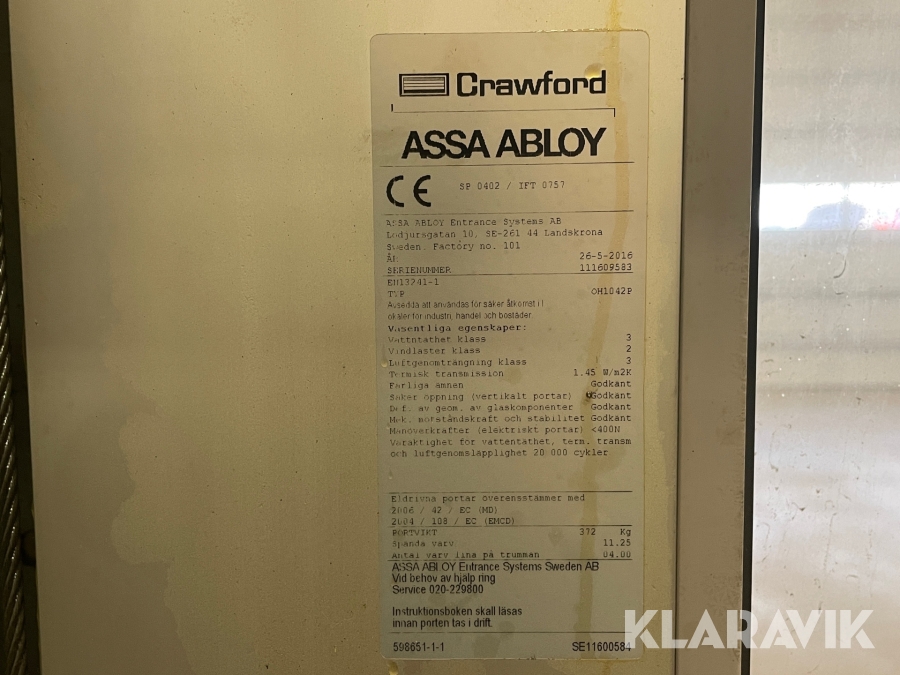 Crawford
ASSA ABLOY
CE SP 0402 / IFT 0757
ASSA ABLOY Entrance Systems AB
Lodjursgatan 10, SE-261 44 Landskrona
Sweden. Factory no. 101
År 26-5-2016
SERIENUMMER 111609583
EN13241-1
TYP OH1042P
Avsedda att användas för säker åtkomst i l
okaler för industri, handel och bostäder.
Väsentliga egenskaper:
Vattntäthet klass 3
Vindlaster klass 2
Luftgenomträngning klass 3
Termisk transmission 1.45 W/m2K
Farliga ämnen Godkänt
Säker öppning (vertikalt portar) Godkänt
Def. av geom. av glaskomponenter Godkänt
Mek. motståndskraft och stabilitet Godkänt
Manöverkrafter (elektriskt portar) <400N
Varaktighet för vattentäthet, term. transm
och luftgenomsläpplighet 20 000 cykler
Eldrivna portar överensstämmer med
2006 / 42 / EC (MD)
2004 / 108 / EC (EMCD)
PORTVIKT 372 Kg
Spända varv 11.25
Antal varv lina på trumman 04.00
ASSA ABLOY Entrance Systems Sweden AB
Vid behov av hjälp ring
Service 020-229800
Instruktionsboken skall läsas
innan porten tas i drift.
598651-1-1 SE11600584
KLARAVIK